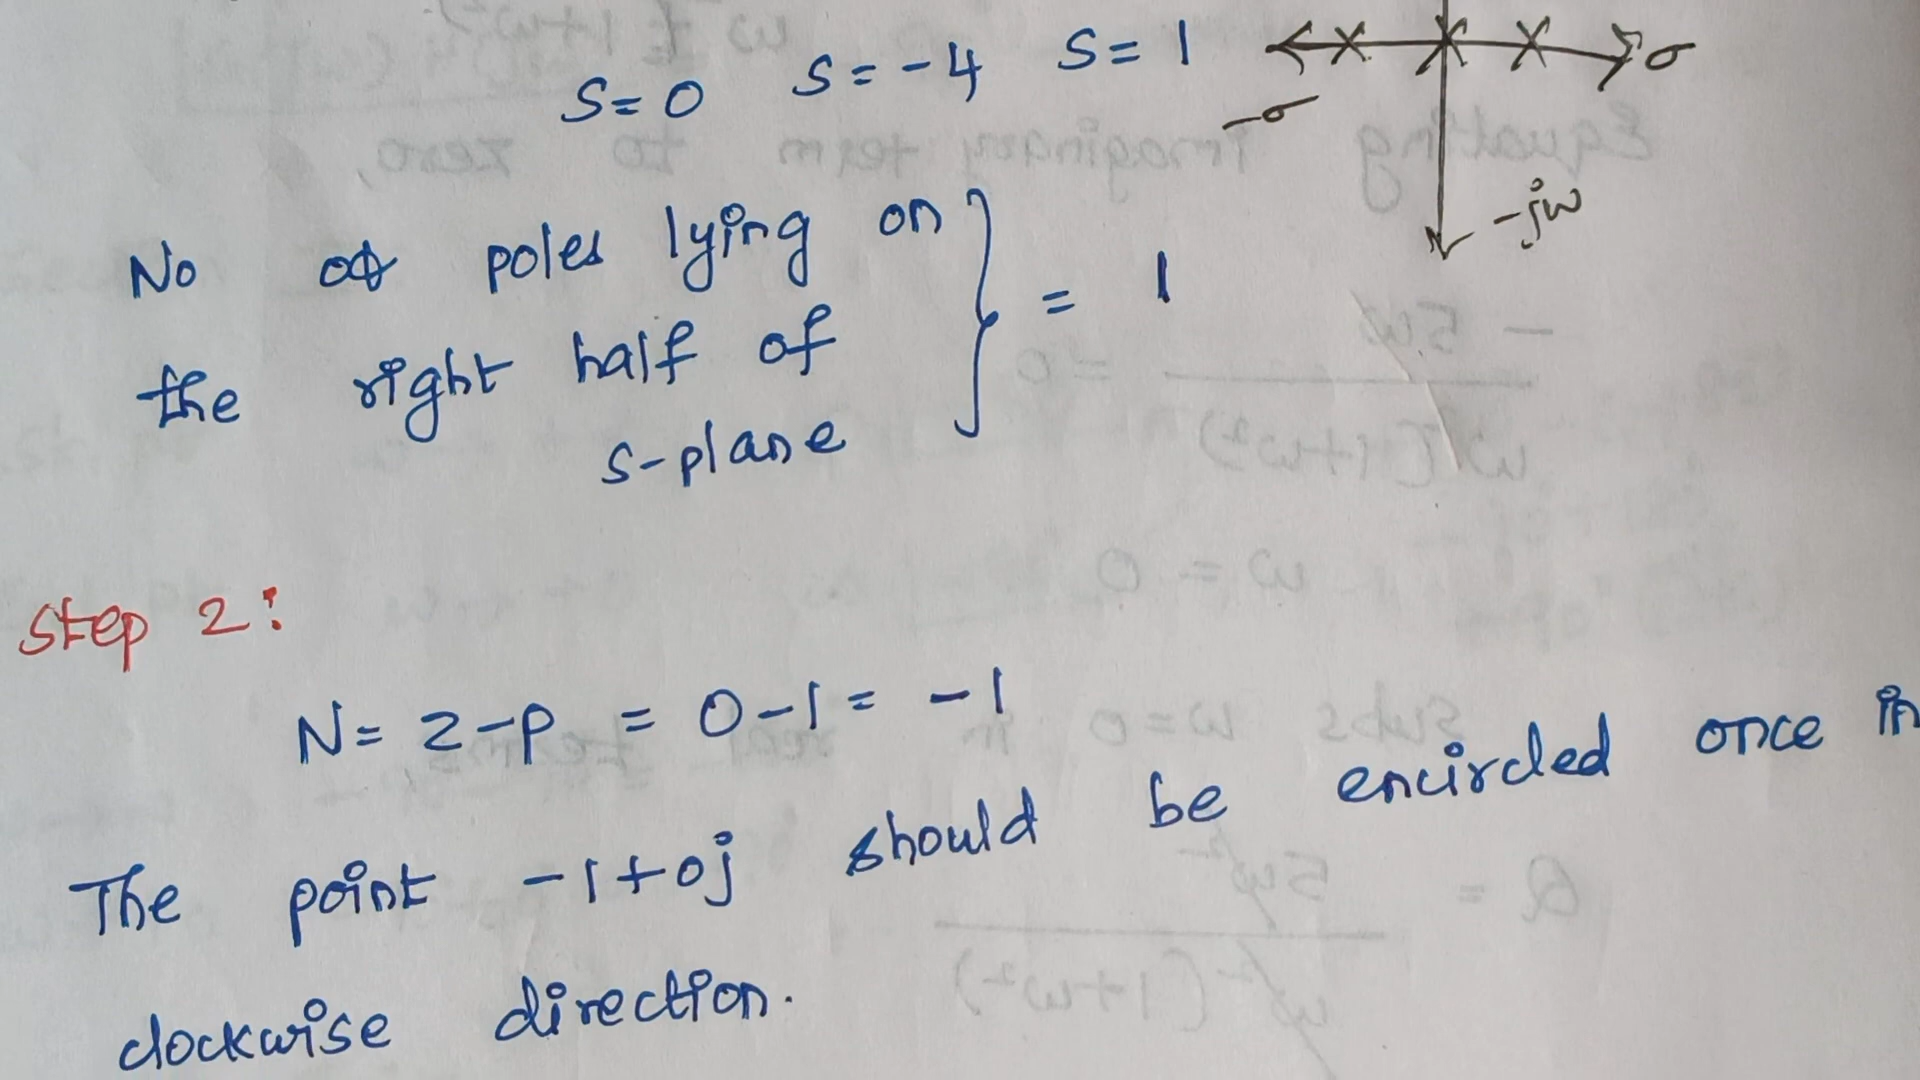 S=0 S=-4 S=1
σ
-σ
-jω
No of poles lying on
the right half of
s-plane
= 1
Step 2:
N= Z-P = 0-1= -1
The point -1+0j should be encircled once in
clockwise direction.